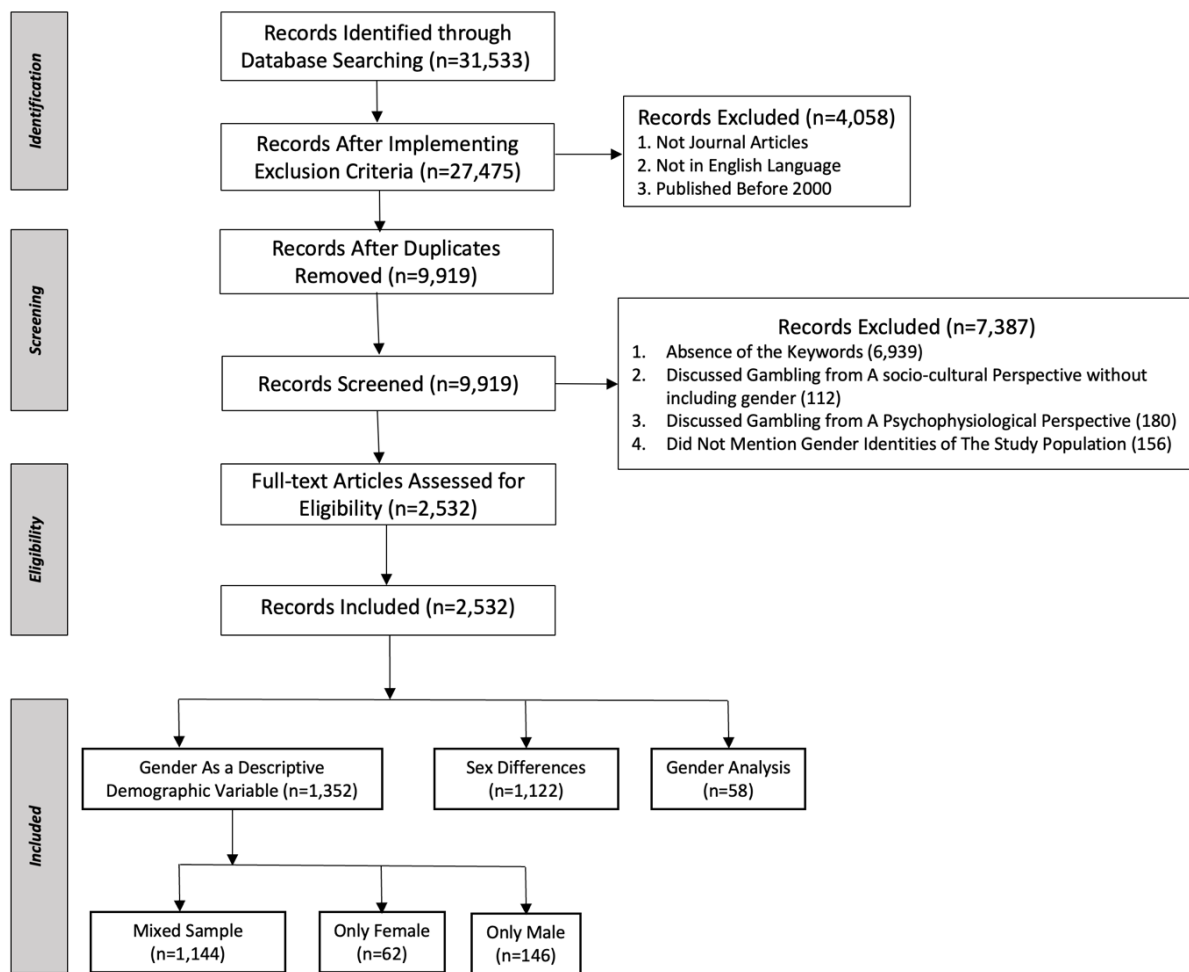 Identification
Records Identified through
Database Searching (n=31,533)
Records After Implementing
Exclusion Criteria (n=27,475)
Records Excluded (n=4,058)
1. Not Journal Articles
2. Not in English Language
3. Published Before 2000
Screening
Records After Duplicates
Removed (n=9,919)
Records Screened (n=9,919)
Records Excluded (n=7,387)
1. Absence of the Keywords (6,939)
2. Discussed Gambling from A socio-cultural Perspective without
including gender (112)
3. Discussed Gambling from A Psychophysiological Perspective (180)
4. Did Not Mention Gender Identities of The Study Population (156)
Eligibility
Full-text Articles Assessed for
Eligibility (n=2,532)
Records Included (n=2,532)
Included
Gender As a Descriptive
Demographic Variable (n=1,352)
Sex Differences
(n=1,122)
Gender Analysis
(n=58)
Mixed Sample
(n=1,144)
Only Female
(n=62)
Only Male
(n=146)